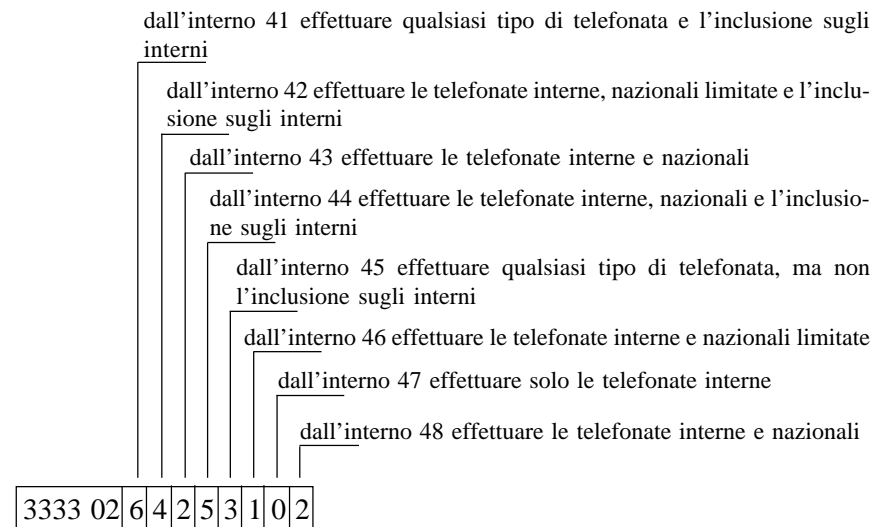 dall'interno 41 effettuare qualsiasi tipo di telefonata e l'inclusione sugli
interni
dall'interno 42 effettuare le telefonate interne, nazionali limitate e l'inclu-
sione sugli interni
dall'interno 43 effettuare le telefonate interne e nazionali
dall'interno 44 effettuare le telefonate interne, nazionali e l'inclusio-
ne sugli interni
dall'interno 45 effettuare qualsiasi tipo di telefonata, ma non
l'inclusione sugli interni
dall'interno 46 effettuare le telefonate interne e nazionali limitate
dall'interno 47 effettuare solo le telefonate interne
dall'interno 48 effettuare le telefonate interne e nazionali
3333 02 6 4 2 5 3 1 0 2